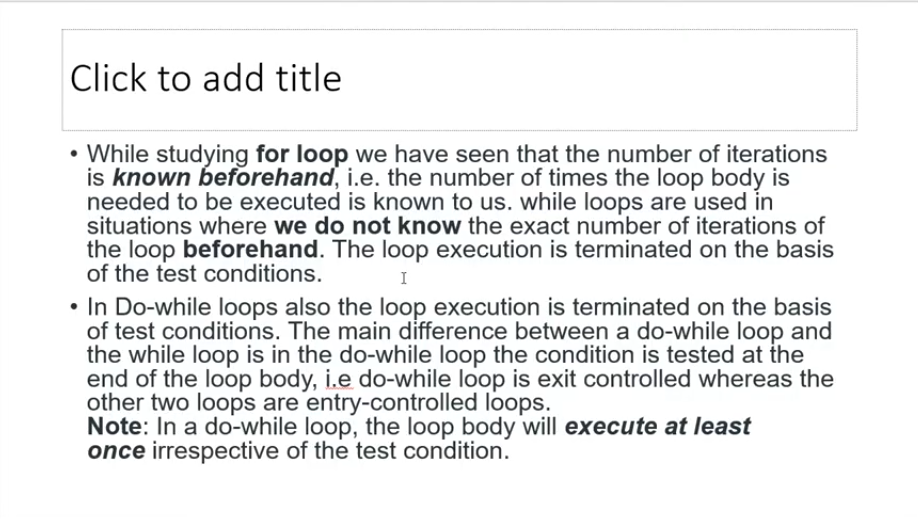 Click to add title
• While studying for loop we have seen that the number of iterations
is known beforehand, i.e. the number of times the loop body is
needed to be executed is known to us. while loops are used in
situations where we do not know the exact number of iterations of
the loop beforehand. The loop execution is terminated on the basis
of the test conditions.
• In Do-while loops also the loop execution is terminated on the basis
of test conditions. The main difference between a do-while loop and
the while loop is in the do-while loop the condition is tested at the
end of the loop body, i.e do-while loop is exit controlled whereas the
other two loops are entry-controlled loops.
Note: In a do-while loop, the loop body will execute at least
once irrespective of the test condition.